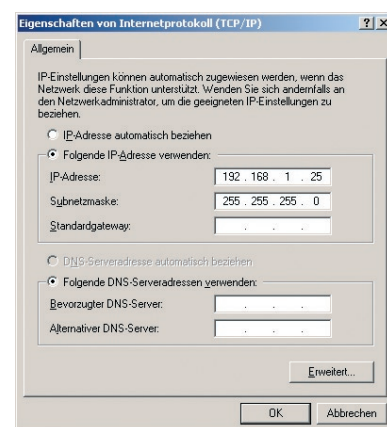 Eigenschaften von Internetprotokoll (TCP/IP)
Allgemein
IP-Einstellungen können automatisch zugewiesen werden, wenn das
Netzwerk diese Funktion unterstützt. Wenden Sie sich andernfalls an
den Netzwerkadministrator, um die geeigneten IP-Einstellungen zu
beziehen.
IP-Adresse automatisch beziehen
Folgende IP-Adresse verwenden:
IP-Adresse: 192 . 168 . 1 . 25
Subnetzmaske: 255 . 255 . 255 . 0
Standardgateway: . . .
DNS-Serveradresse automatisch beziehen
Folgende DNS-Serveradressen verwenden:
Bevorzugter DNS-Server: . . .
Alternativer DNS-Server: . . .
Erweitert...
OK Abbrechen